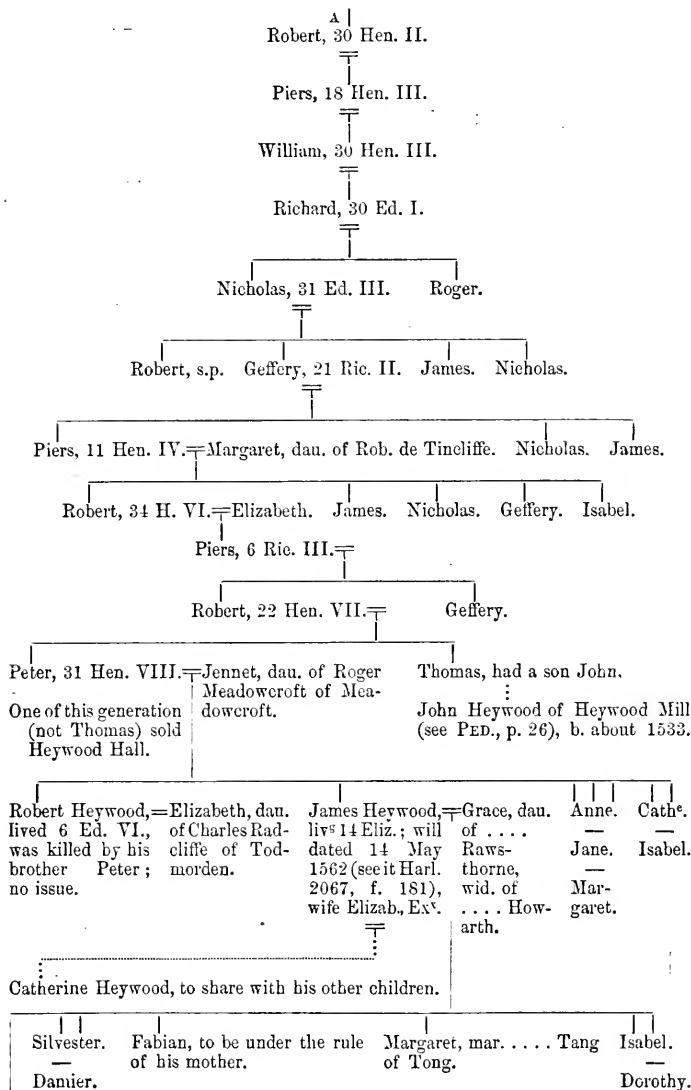 A
Robert, 30 Hen. II.
Piers, 18 Hen. III.
William, 30 Hen. III.
Richard, 30 Ed. I.
Nicholas, 31 Ed. III. Roger.
Robert, s.p. Geffery, 21 Ric. II. James. Nicholas.
Piers, 11 Hen. IV.=Margaret, dau. of Rob. de Tincliffe. Nicholas. James.
Robert, 34 H. VI.=Elizabeth. James. Nicholas. Geffery. Isabel.
Piers, 6 Ric. III.=
Robert, 22 Hen. VII.= Geffery.
Peter, 31 Hen. VIII.=Jennet, dau. of Roger
Meadowcroft of Mea-
dowcroft.
One of this generation
(not Thomas) sold
Heywood Hall.
Thomas, had a son John.
John Heywood of Heywood Mill
(see PED., p. 26), b. about 1533.
Robert Heywood,=
lived 6 Ed. VI.,
was killed by his
brother Peter;
no issue.
Elizabeth, dau.
of Charles Rad-
cliffe of Tod-
morden.
James Heywood,=
livs 14 Eliz.; will
dated 14 May
1562 (see it Harl.
2067, f. 181),
wife Elizab., Exx.
Grace, dau.
of ....
Raws-
thorne,
wid. of
.... How-
arth.
Anne.
—
Jane.
—
Mar-
garet.
Cathe.
—
Isabel.
Catherine Heywood, to share with his other children.
Silvester.
—
Damier.
Fabian, to be under the rule
of his mother.
Margaret, mar. .... Tang
of Tong.
Isabel.
—
Dorothy.